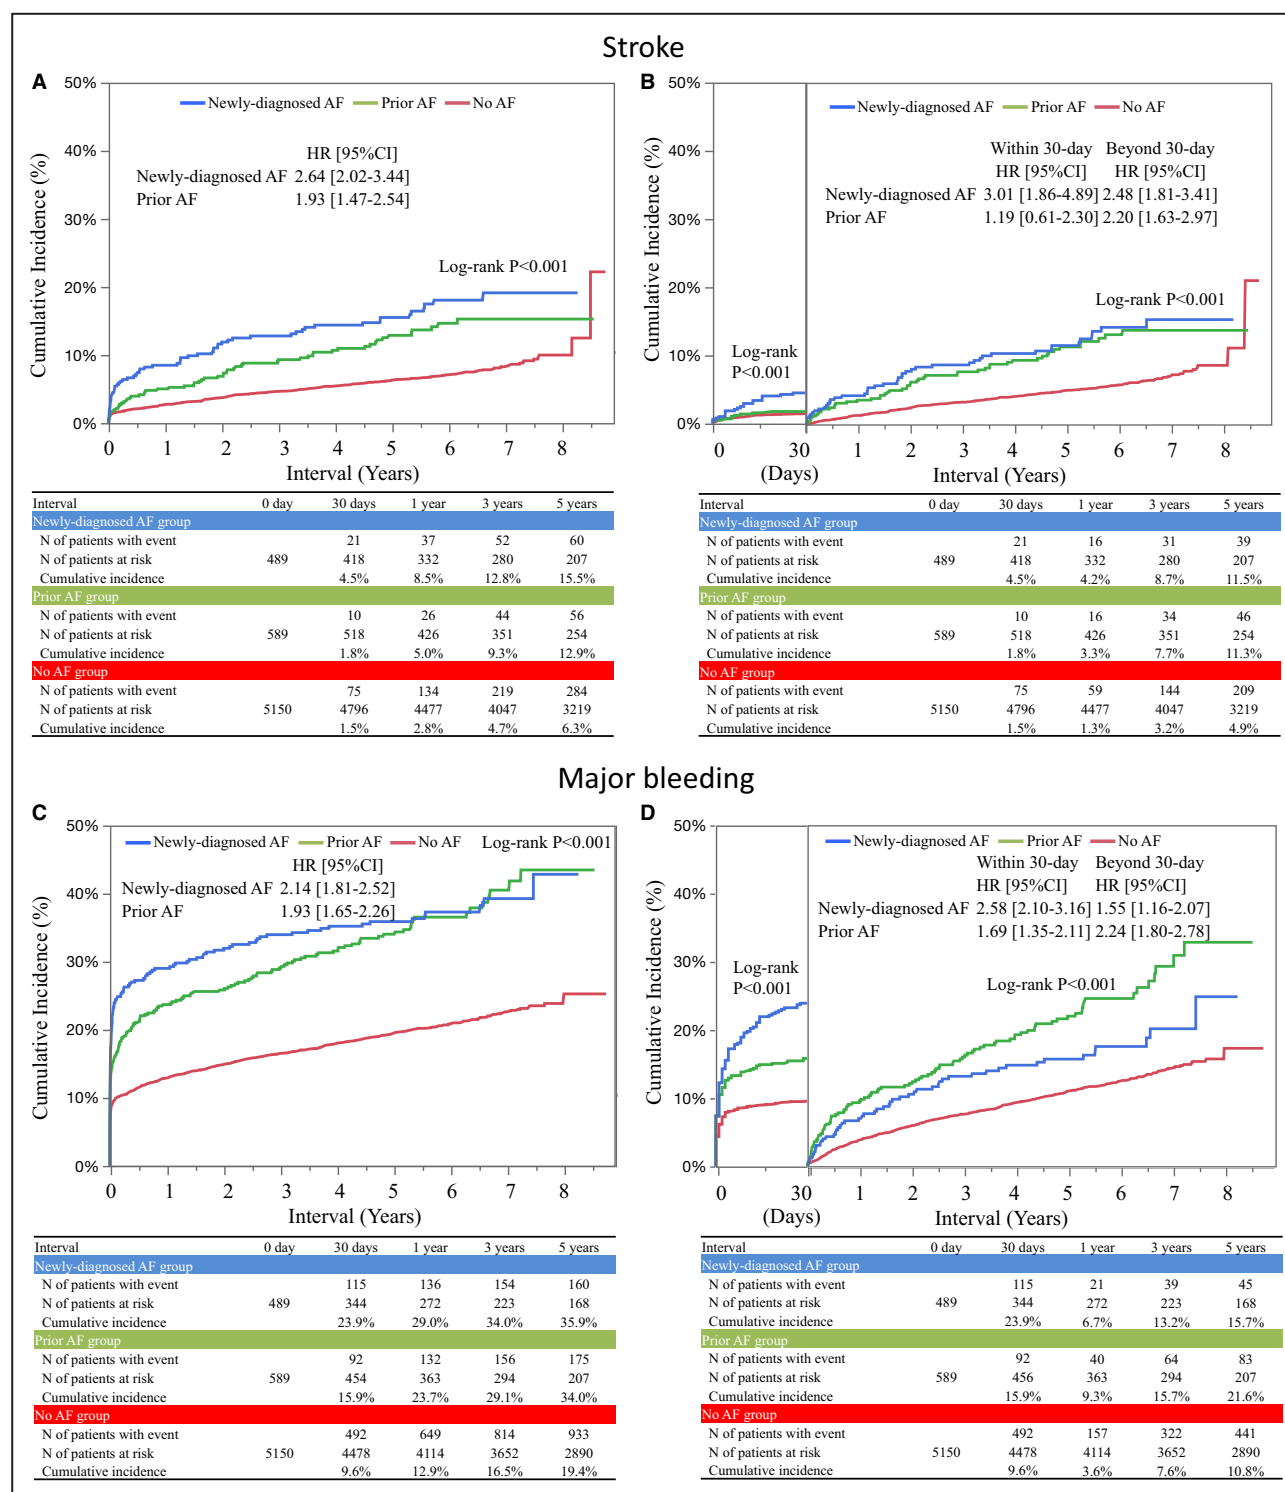 Stroke
A
50%
40%
30%
20%
10%
0%
Cumulative Incidence (%)
Newly-diagnosed AF Prior AF No AF
HR [95%CI]
Newly-diagnosed AF 2.64 [2.02-3.44]
Prior AF 1.93 [1.47-2.54]
Log-rank P<0.001
0 1 2 3 4 5 6 7 8
Interval (Years)
Interval 0 day 30 days 1 year 3 years 5 years
Newly-diagnosed AF group
N of patients with event 21 37 52 60
N of patients at risk 489 418 332 280 207
Cumulative incidence 4.5% 8.5% 12.8% 15.5%
Prior AF group
N of patients with event 10 26 44 56
N of patients at risk 589 518 426 351 254
Cumulative incidence 1.8% 5.0% 9.3% 12.9%
No AF group
N of patients with event 75 134 219 284
N of patients at risk 5150 4796 4477 4047 3219
Cumulative incidence 1.5% 2.8% 4.7% 6.3%
B
50%
40%
30%
20%
10%
0%
Cumulative Incidence (%)
Newly-diagnosed AF Prior AF No AF
Within 30-day Beyond 30-day
HR [95%CI] HR [95%CI]
Newly-diagnosed AF 3.01 [1.86-4.89] 2.48 [1.81-3.41]
Prior AF 1.19 [0.61-2.30] 2.20 [1.63-2.97]
Log-rank
P<0.001
Log-rank P<0.001
0 30 1 2 3 4 5 6 7 8
(Days) Interval (Years)
Interval 0 day 30 days 1 year 3 years 5 years
Newly-diagnosed AF group
N of patients with event 21 16 31 39
N of patients at risk 489 418 332 280 207
Cumulative incidence 4.5% 4.2% 8.7% 11.5%
Prior AF group
N of patients with event 10 16 34 46
N of patients at risk 589 518 426 351 254
Cumulative incidence 1.8% 3.3% 7.7% 11.3%
No AF group
N of patients with event 75 59 144 209
N of patients at risk 5150 4796 4477 4047 3219
Cumulative incidence 1.5% 1.3% 3.2% 4.9%
Major bleeding
C
50%
40%
30%
20%
10%
0%
Cumulative Incidence (%)
Newly-diagnosed AF Prior AF No AF Log-rank P<0.001
HR [95%CI]
Newly-diagnosed AF 2.14 [1.81-2.52]
Prior AF 1.93 [1.65-2.26]
0 1 2 3 4 5 6 7 8
Interval (Years)
Interval 0 day 30 days 1 year 3 years 5 years
Newly-diagnosed AF group
N of patients with event 115 136 154 160
N of patients at risk 489 344 272 223 168
Cumulative incidence 23.9% 29.0% 34.0% 35.9%
Prior AF group
N of patients with event 92 132 156 175
N of patients at risk 589 454 363 294 207
Cumulative incidence 15.9% 23.7% 29.1% 34.0%
No AF group
N of patients with event 492 649 814 933
N of patients at risk 5150 4478 4114 3652 2890
Cumulative incidence 9.6% 12.9% 16.5% 19.4%
D
50%
40%
30%
20%
10%
0%
Cumulative Incidence (%)
Newly-diagnosed AF Prior AF No AF
Within 30-day Beyond 30-day
HR [95%CI] HR [95%CI]
Newly-diagnosed AF 2.58 [2.10-3.16] 1.55 [1.16-2.07]
Prior AF 1.69 [1.35-2.11] 2.24 [1.80-2.78]
Log-rank
P<0.001
Log-rank P<0.001
0 30 1 2 3 4 5 6 7 8
(Days) Interval (Years)
Interval 0 day 30 days 1 year 3 years 5 years
Newly-diagnosed AF group
N of patients with event 115 21 39 45
N of patients at risk 489 344 272 223 168
Cumulative incidence 23.9% 6.7% 13.2% 15.7%
Prior AF group
N of patients with event 92 40 64 83
N of patients at risk 589 456 363 294 207
Cumulative incidence 15.9% 9.3% 15.7% 21.6%
No AF group
N of patients with event 492 157 322 441
N of patients at risk 5150 4478 4114 3652 2890
Cumulative incidence 9.6% 3.6% 7.6% 10.8%